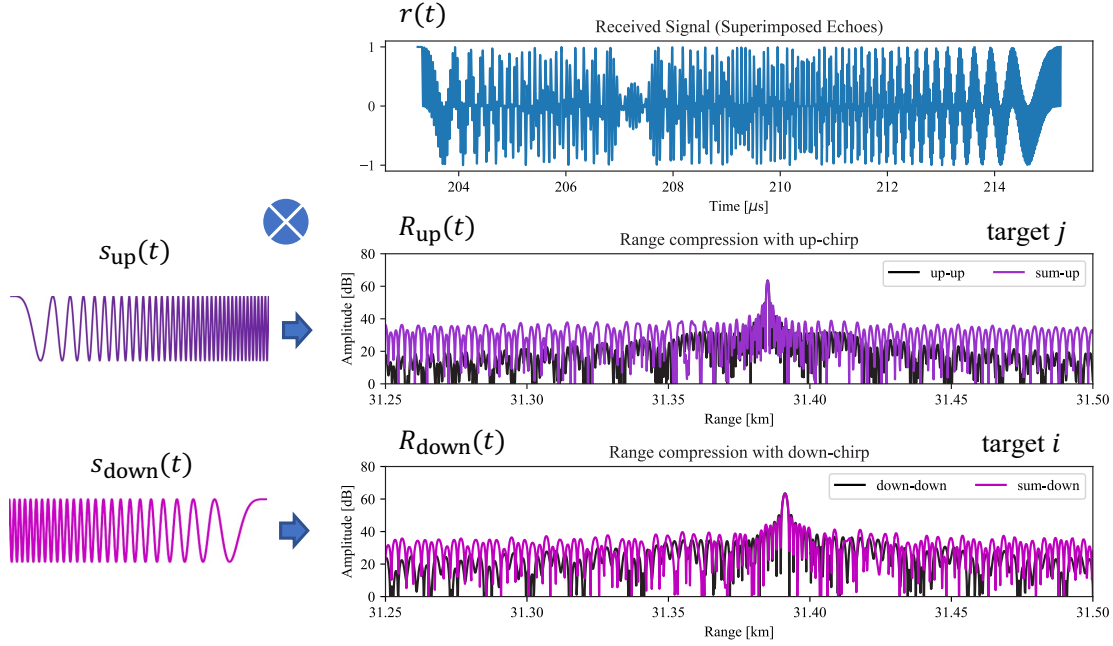 r(t)
Received Signal (Superimposed Echoes)
1
0
−1
204
206
208
210
212
214
Time [μs]
R_up(t)
target j
s_up(t)
Range compression with up-chirp
80
60
40
20
0
Amplitude [dB]
up-up
sum-up
31.25
31.30
31.35
31.40
31.45
31.50
Range [km]
R_down(t)
target i
s_down(t)
Range compression with down-chirp
80
60
40
20
0
Amplitude [dB]
down-down
sum-down
31.25
31.30
31.35
31.40
31.45
31.50
Range [km]